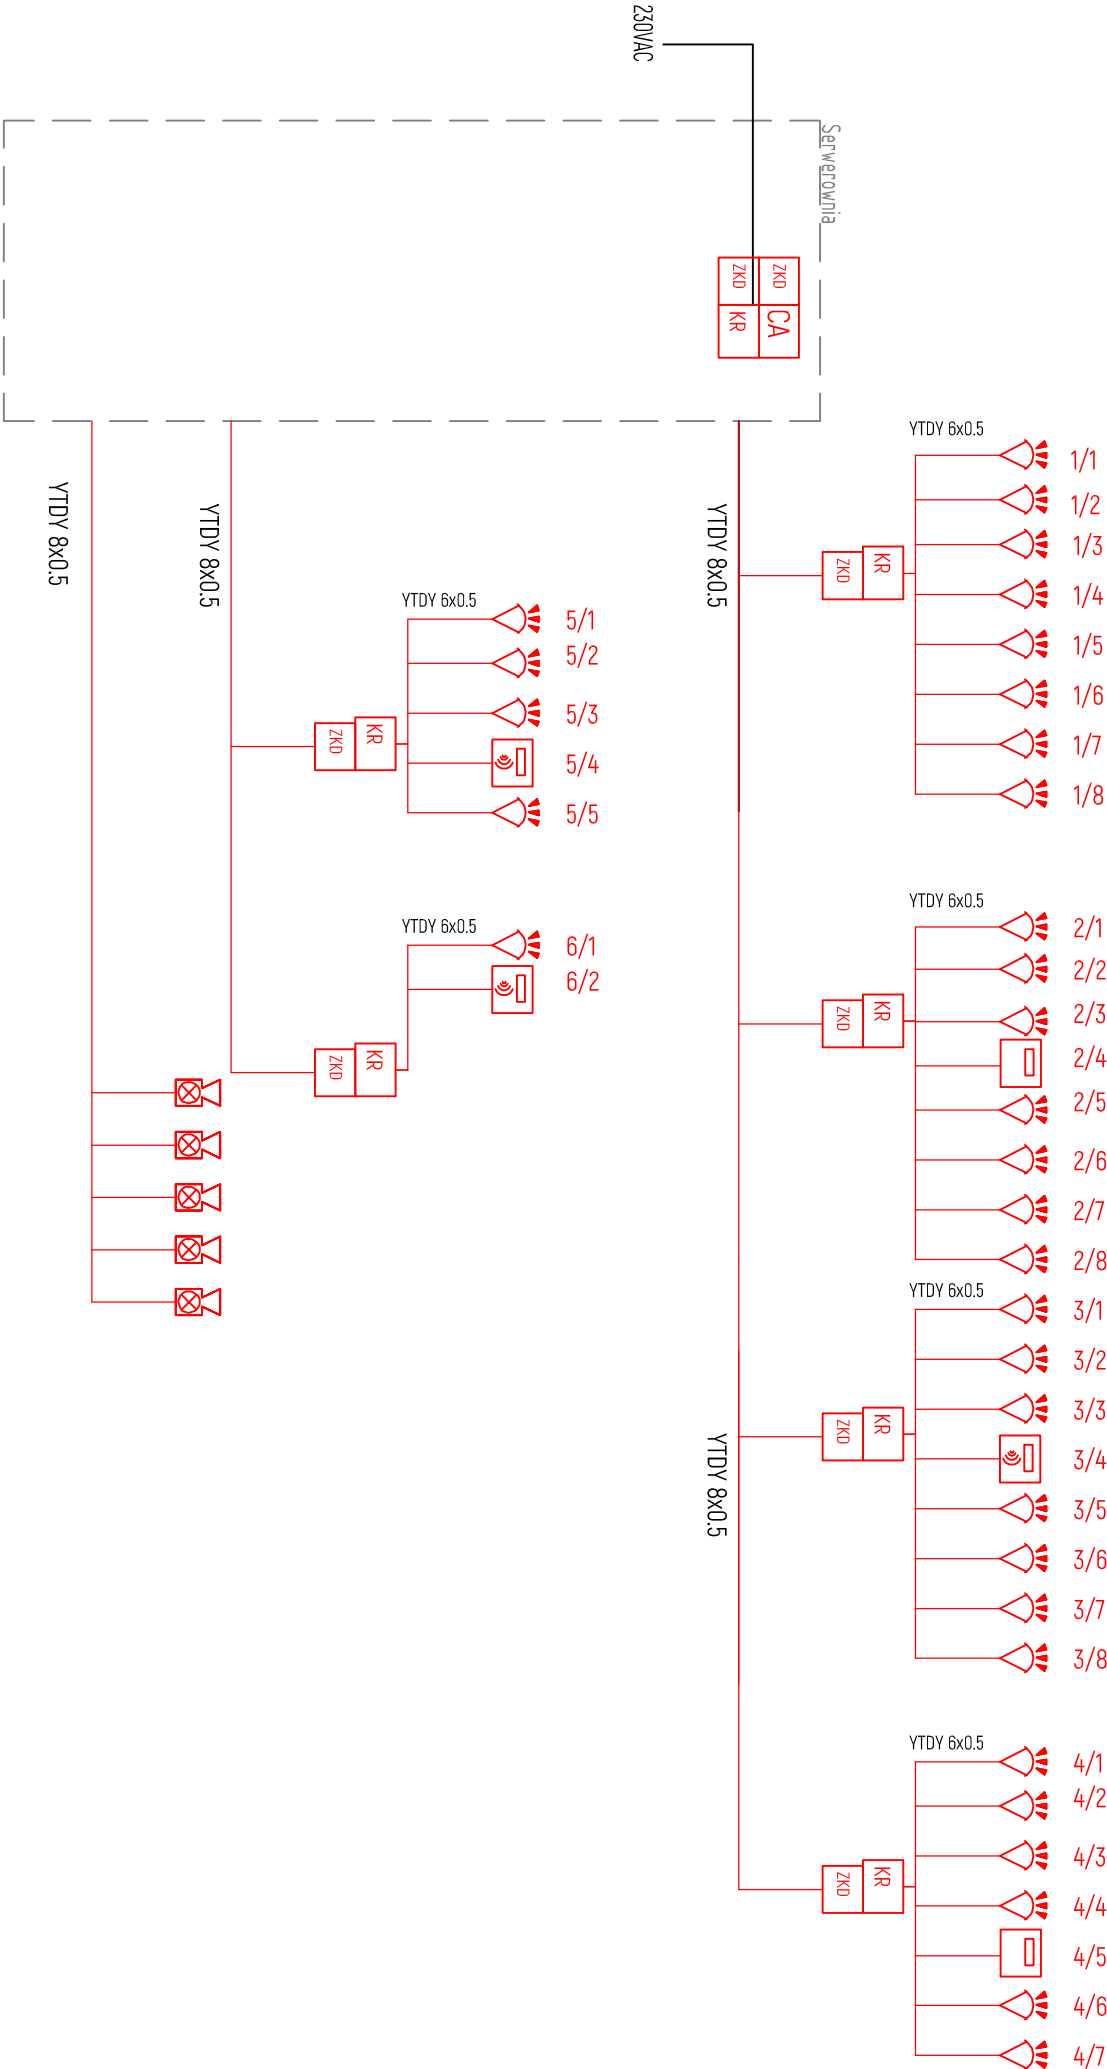 230VAC
Serwerownia
ZKD
ZKD
KR
CA
YTDY 6x0.5
1/1
1/2
1/3
1/4
1/5
1/6
1/7
1/8
KR
ZKD
YTDY 8x0.5
YTDY 8x0.5
YTDY 8x0.5
YTDY 6x0.5
5/1
5/2
5/3
5/4
5/5
KR
ZKD
YTDY 6x0.5
6/1
6/2
KR
ZKD
YTDY 6x0.5
2/1
2/2
2/3
2/4
2/5
2/6
2/7
2/8
KR
ZKD
YTDY 6x0.5
3/1
3/2
3/3
3/4
3/5
3/6
3/7
3/8
KR
ZKD
YTDY 8x0.5
YTDY 6x0.5
4/1
4/2
4/3
4/4
4/5
4/6
4/7
KR
ZKD